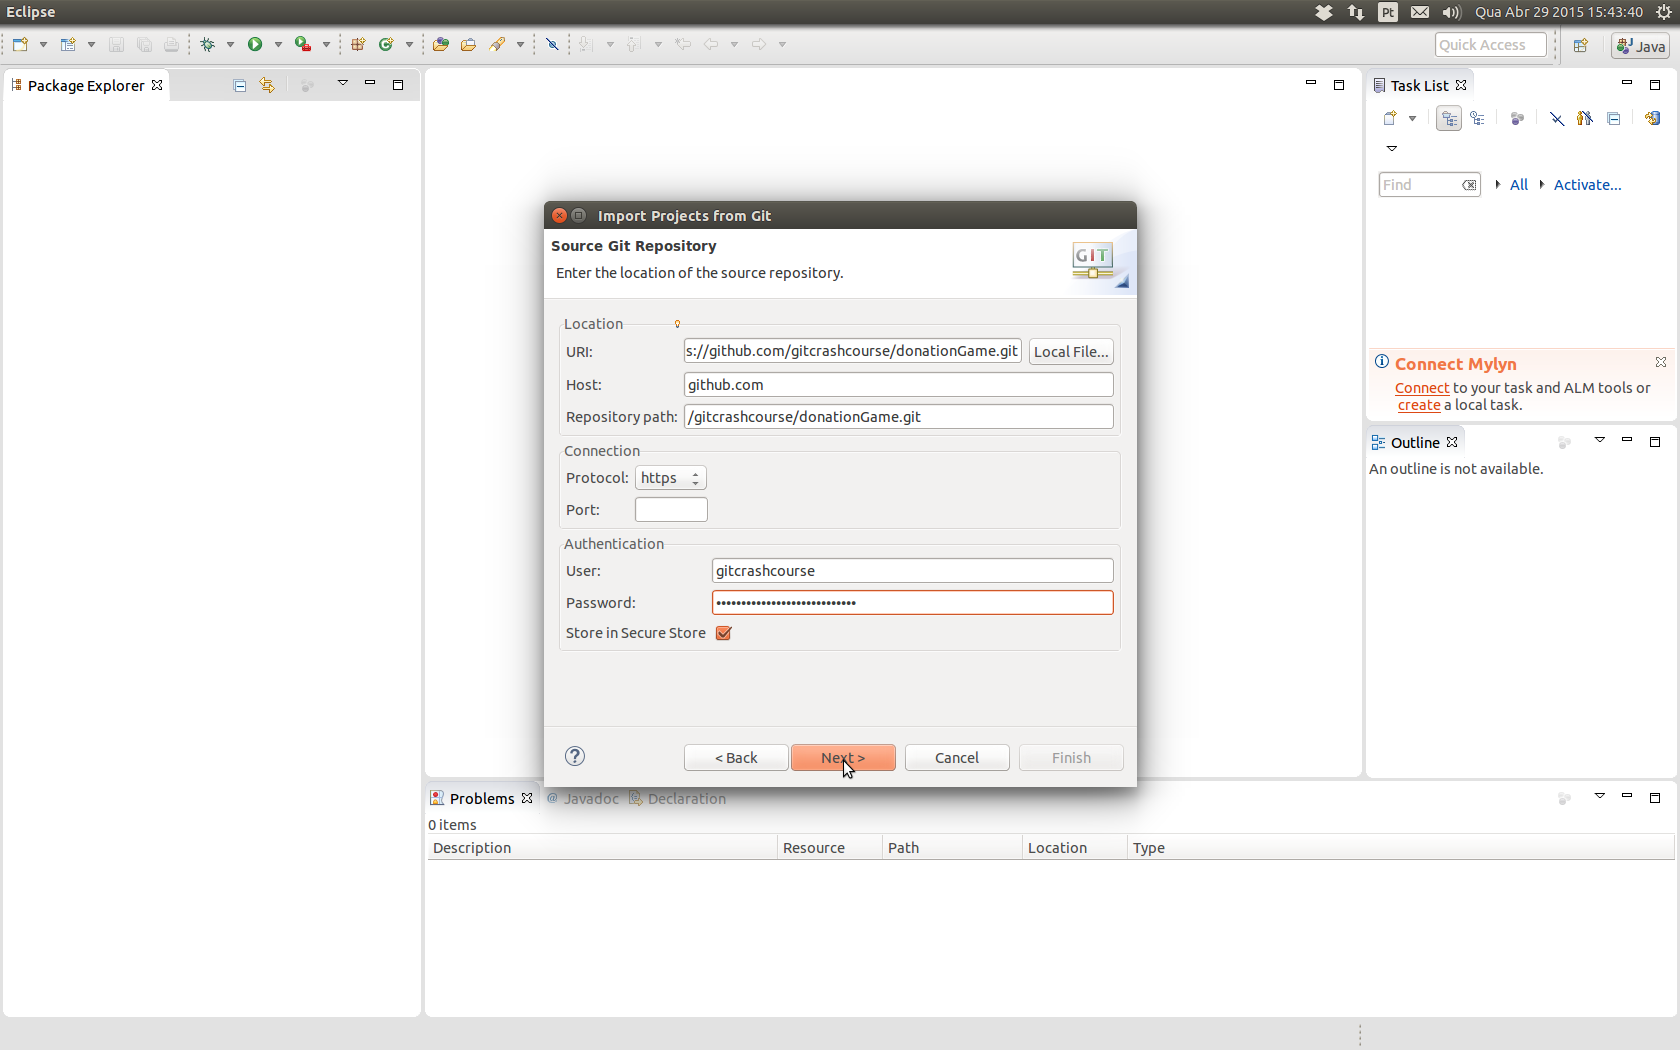 Eclipse
Pt
Qua Abr 29 2015 15:43:40
Quick Access
Java
Package Explorer
Task List
Find
All
Activate...
Import Projects from Git
Source Git Repository
Enter the location of the source repository.
GIT
Location
URI:
s://github.com/gitcrashcourse/donationGame.git
Local File...
Host:
github.com
Repository path:
/gitcrashcourse/donationGame.git
Connection
Protocol:
https
Port:
Authentication
User:
gitcrashcourse
Password:
••••••••••••••••••••••••••••
Store in Secure Store
< Back
Next >
Cancel
Finish
Connect Mylyn
Connect to your task and ALM tools or
create a local task.
Outline
An outline is not available.
Problems
@ Javadoc
Declaration
0 items
Description
Resource
Path
Location
Type